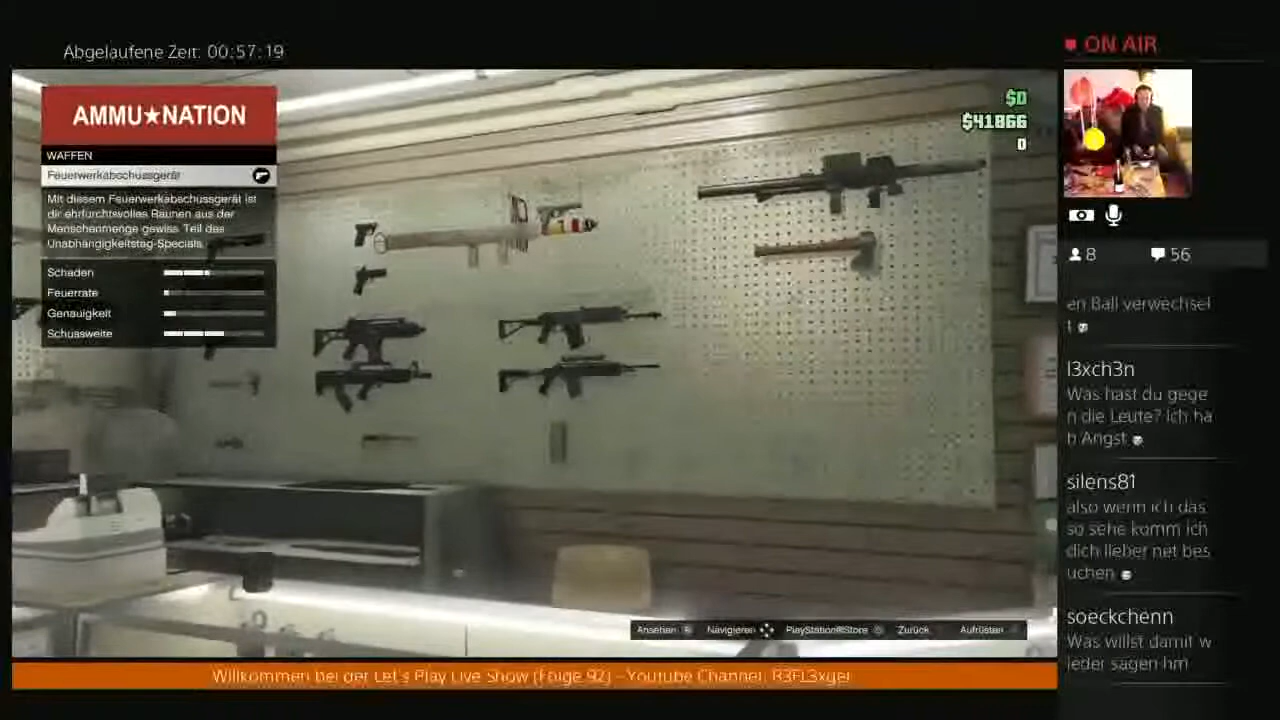 Abgelaufene Zeit: 00:57:19
ON AIR
AMMU★NATION
WAFFEN
Feuerwerkabschussgerät
Mit diesem Feuerwerkabschussgerät ist
dir ehrfurchtsvolles Raunen aus der
Menschenmenge gewiss. Teil des
Unabhängigkeitstag-Specials.
Schaden
Feuerrate
Genauigkeit
Schussweite
$0
$41866
0
8
56
en Ball verwechsel
t
l3xch3n
Was hast du gege
n die Leute? Ich ha
b Angst
silens81
also wenn ich das
so sehe komm ich
dich lieber net bes
uchen
soeckchenn
Was willst damit w
ieder sagen hm
Ansehen
Navigieren
PlayStation®Store
Zurück
Aufrüsten
Willkommen bei der Let's Play Live Show (Folge 92) - Youtube Channel: